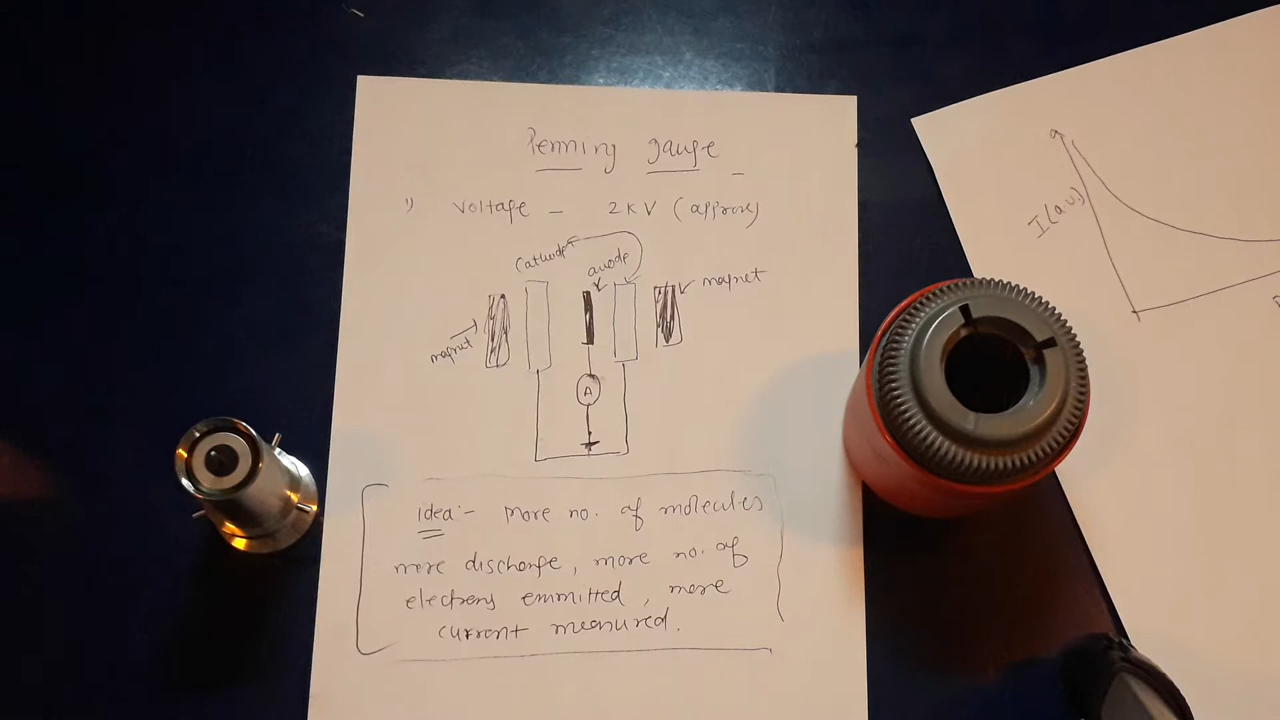 Penning gauge
1) Voltage - 2KV (approx)
Cathode
anode
magnet
magnet
A
Idea:- More no. of molecules
more discharge, more no. of
electrons emmitted, more
current measured.
I (a.u.)